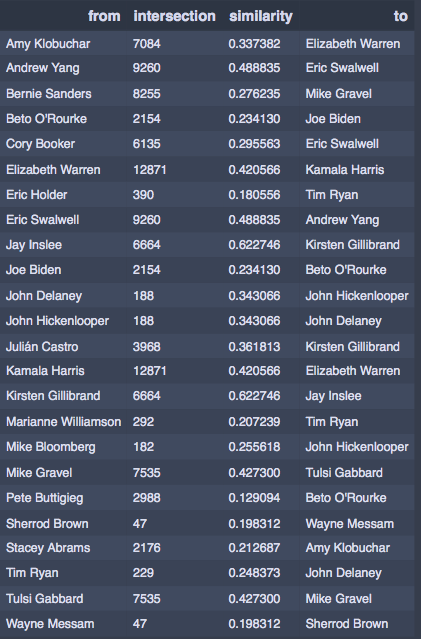 from intersection similarity to
Amy Klobuchar 7084 0.337382 Elizabeth Warren
Andrew Yang 9260 0.488835 Eric Swalwell
Bernie Sanders 8255 0.276235 Mike Gravel
Beto O'Rourke 2154 0.234130 Joe Biden
Cory Booker 6135 0.295563 Eric Swalwell
Elizabeth Warren 12871 0.420566 Kamala Harris
Eric Holder 390 0.180556 Tim Ryan
Eric Swalwell 9260 0.488835 Andrew Yang
Jay Inslee 6664 0.622746 Kirsten Gillibrand
Joe Biden 2154 0.234130 Beto O'Rourke
John Delaney 188 0.343066 John Hickenlooper
John Hickenlooper 188 0.343066 John Delaney
Julián Castro 3968 0.361813 Kirsten Gillibrand
Kamala Harris 12871 0.420566 Elizabeth Warren
Kirsten Gillibrand 6664 0.622746 Jay Inslee
Marianne Williamson 292 0.207239 Tim Ryan
Mike Bloomberg 182 0.255618 John Hickenlooper
Mike Gravel 7535 0.427300 Tulsi Gabbard
Pete Buttigieg 2988 0.129094 Beto O'Rourke
Sherrod Brown 47 0.198312 Wayne Messam
Stacey Abrams 2176 0.212687 Amy Klobuchar
Tim Ryan 229 0.248373 John Delaney
Tulsi Gabbard 7535 0.427300 Mike Gravel
Wayne Messam 47 0.198312 Sherrod Brown